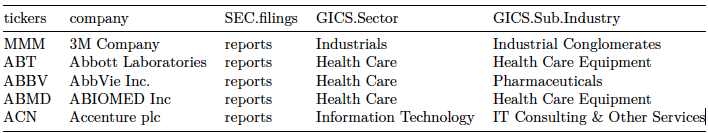 tickers company SEC.filings GICS.Sector GICS.Sub.Industry
MMM 3M Company reports Industrials Industrial Conglomerates
ABT Abbott Laboratories reports Health Care Health Care Equipment
ABBV AbbVie Inc. reports Health Care Pharmaceuticals
ABMD ABIOMED Inc reports Health Care Health Care Equipment
ACN Accenture plc reports Information Technology IT Consulting & Other Services